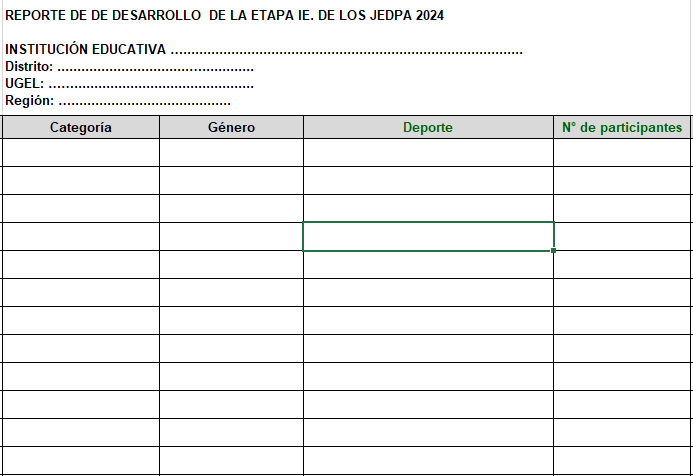 REPORTE DE DE DESARROLLO  DE LA ETAPA IE. DE LOS JEDPA 2024
INSTITUCIÓN EDUCATIVA ....................................................................................
Distrito: ................................................
UGEL: .................................................
Región: .........................................
Categoría Género Deporte N° de participantes